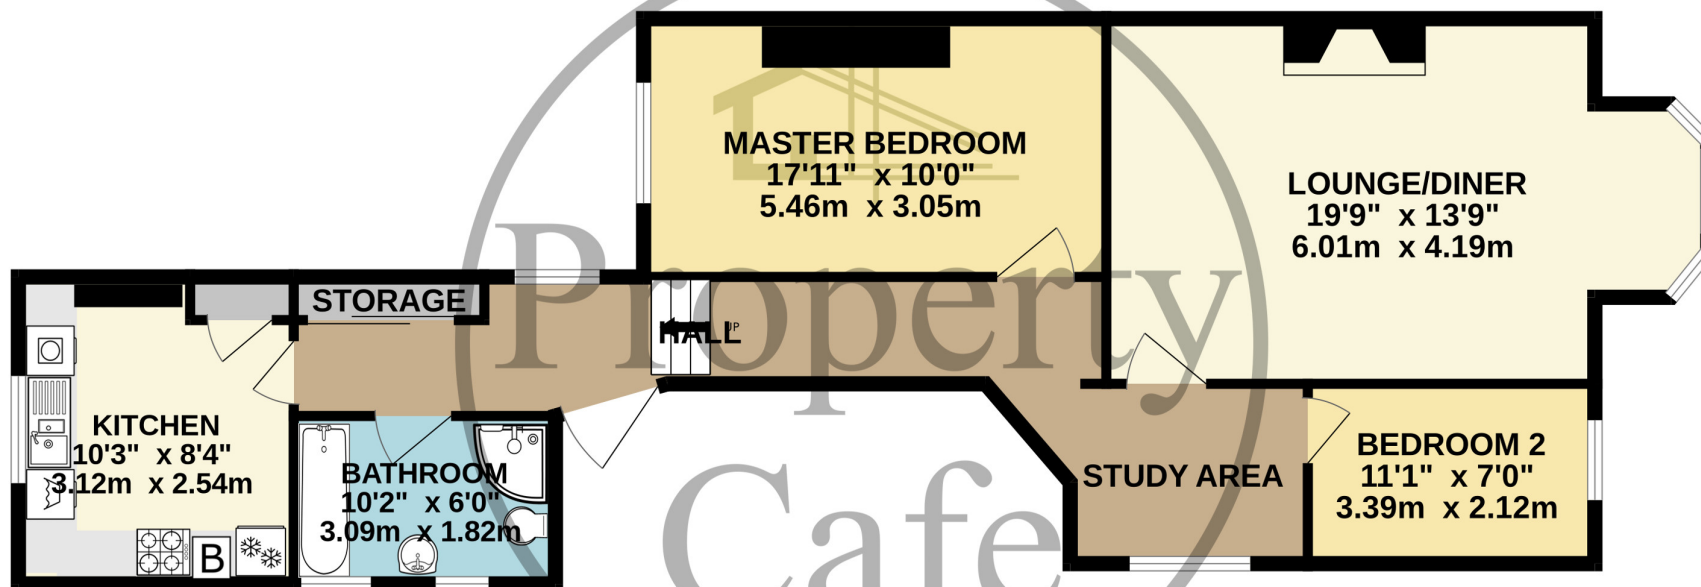 MASTER BEDROOM
17'11" x 10'0"
5.46m x 3.05m
LOUNGE/DINER
19'9" x 13'9"
6.01m x 4.19m
STORAGE
HALL
UP
KITCHEN
10'3" x 8'4"
3.12m x 2.54m
BATHROOM
10'2" x 6'0"
3.09m x 1.82m
STUDY AREA
BEDROOM 2
11'1" x 7'0"
3.39m x 2.12m
B
Property
Cafe